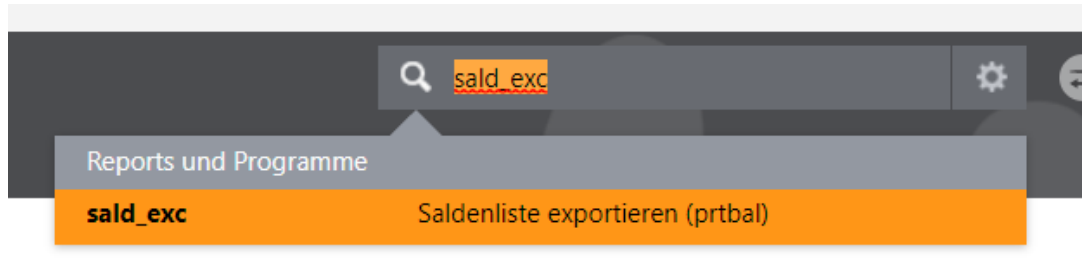 sald_exc
Reports und Programme
sald_exc Saldenliste exportieren (prtbal)